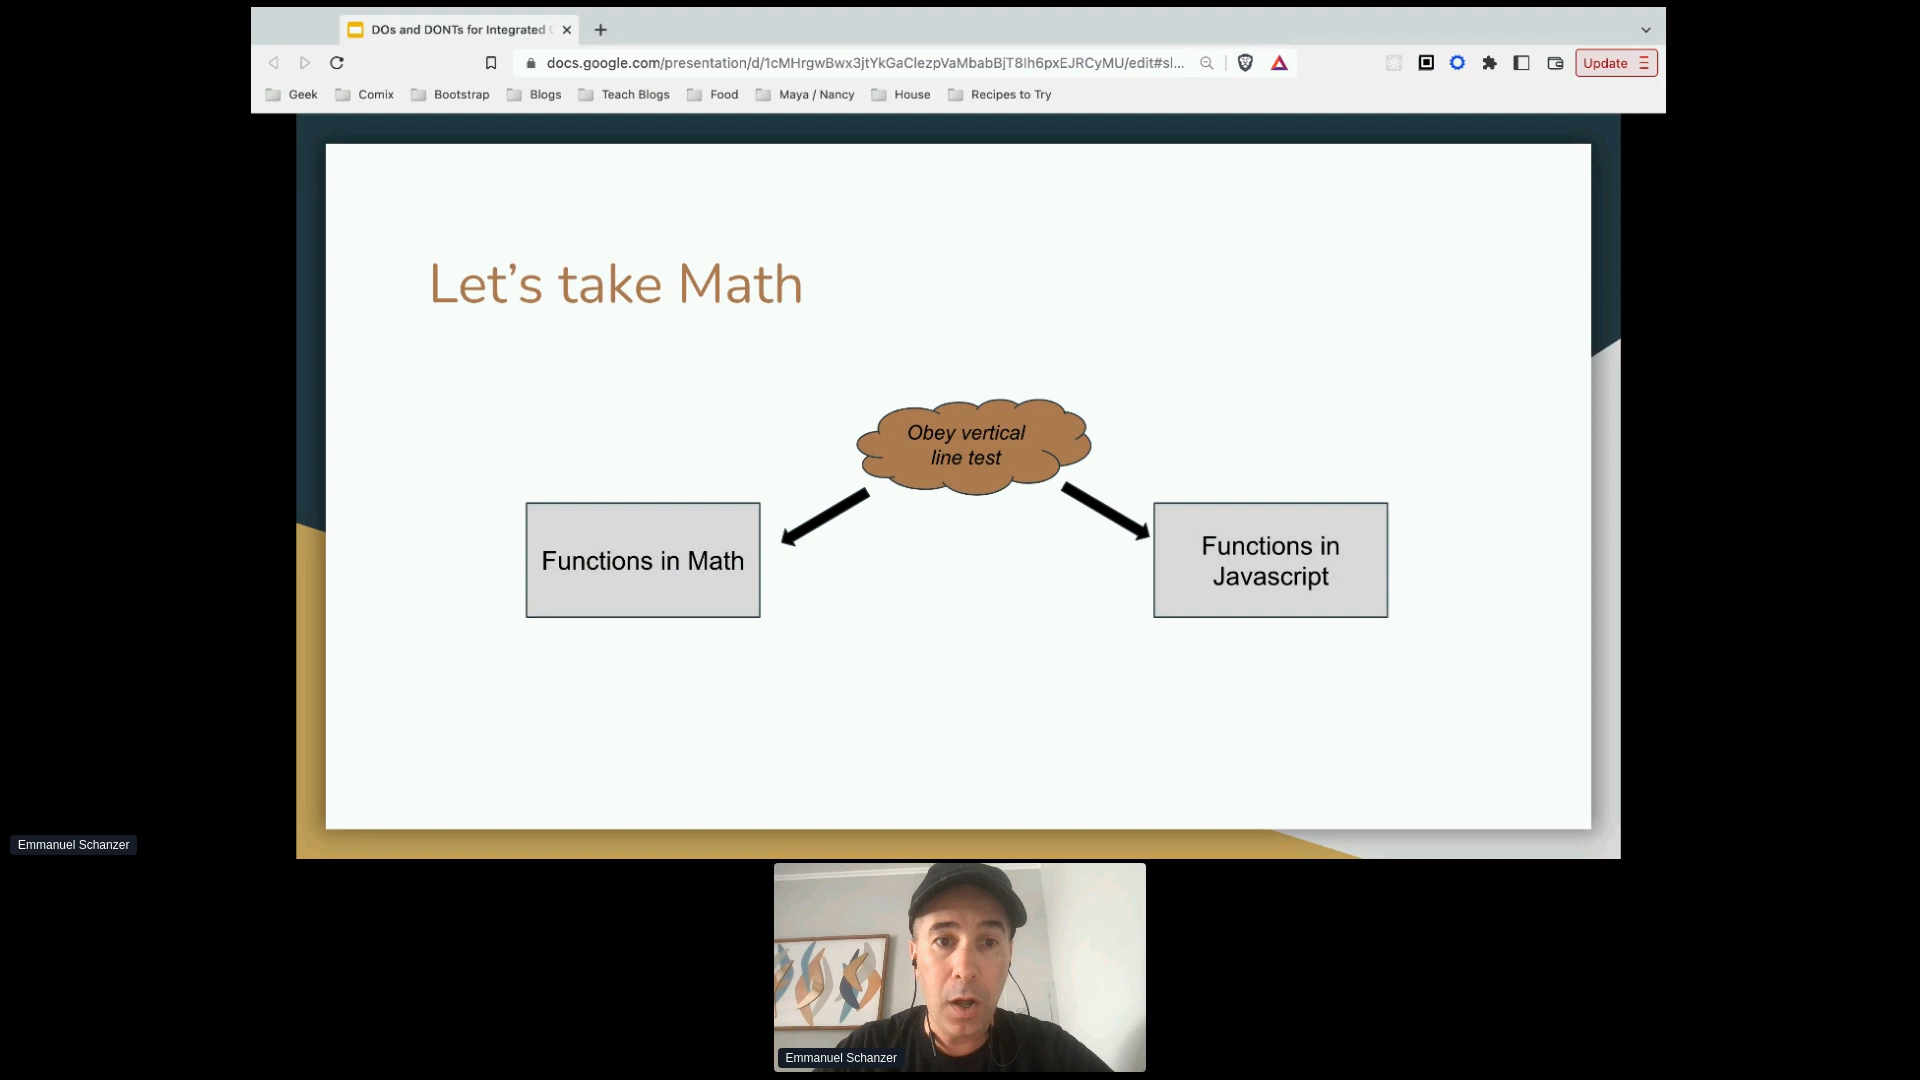 DOs and DONTs for Integrated
docs.google.com/presentation/d/1cMHrgwBwx3jtYkGaClezpVaMbabBjT8lh6pxEJRCyMU/edit#sl...
Update
Geek
Comix
Bootstrap
Blogs
Teach Blogs
Food
Maya / Nancy
House
Recipes to Try
Let's take Math
Obey vertical
line test
Functions in Math
Functions in
Javascript
Emmanuel Schanzer
Emmanuel Schanzer